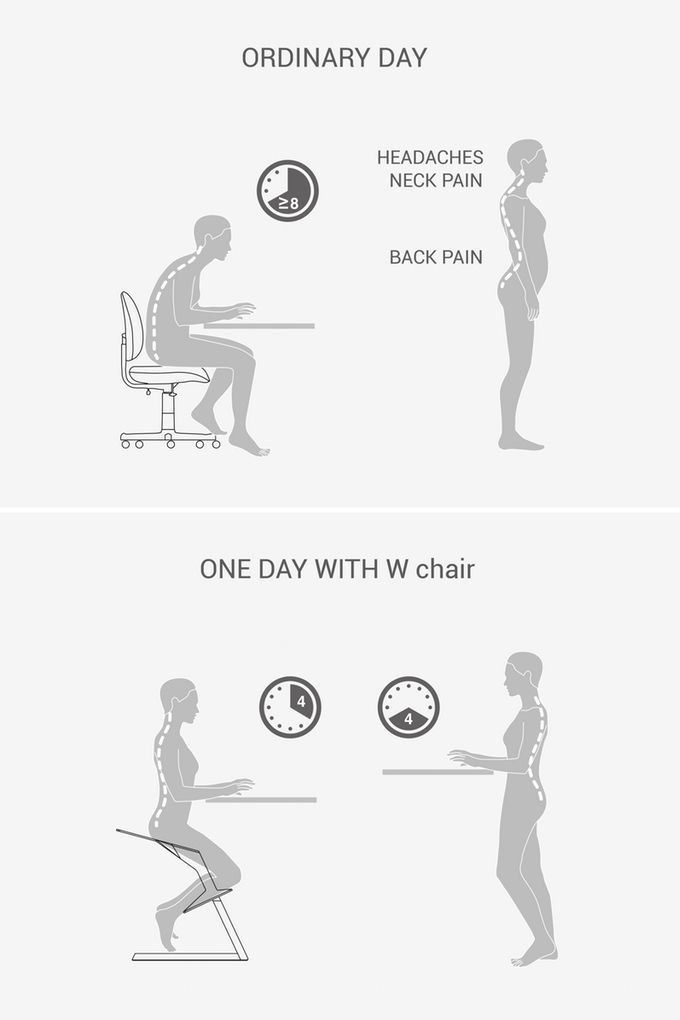 ORDINARY DAY
≥8
HEADACHES
NECK PAIN
BACK PAIN
ONE DAY WITH W chair
4
4